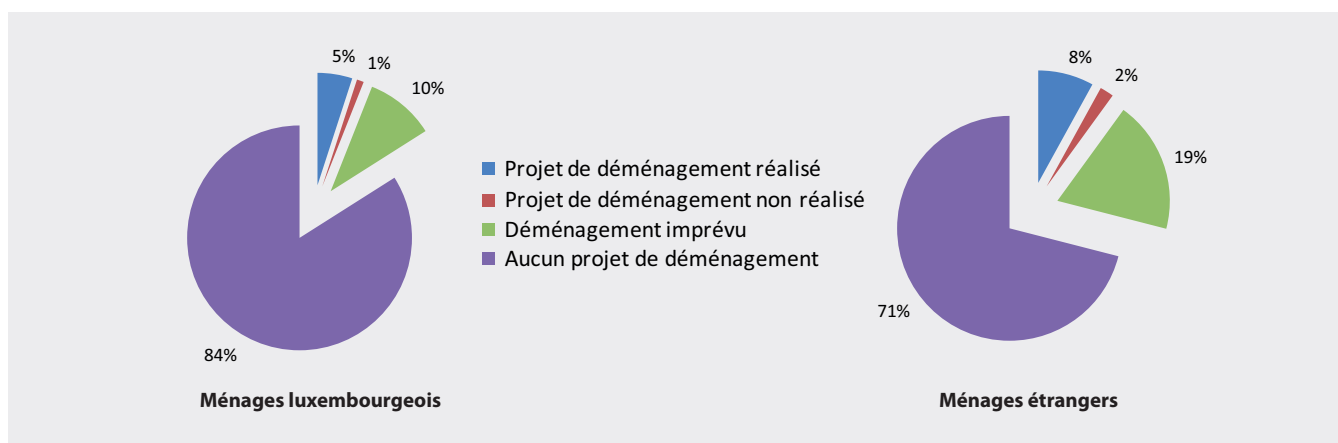 5%
1%
10%
84%
Ménages luxembourgeois
Projet de déménagement réalisé
Projet de déménagement non réalisé
Déménagement imprévu
Aucun projet de déménagement
8%
2%
19%
71%
Ménages étrangers